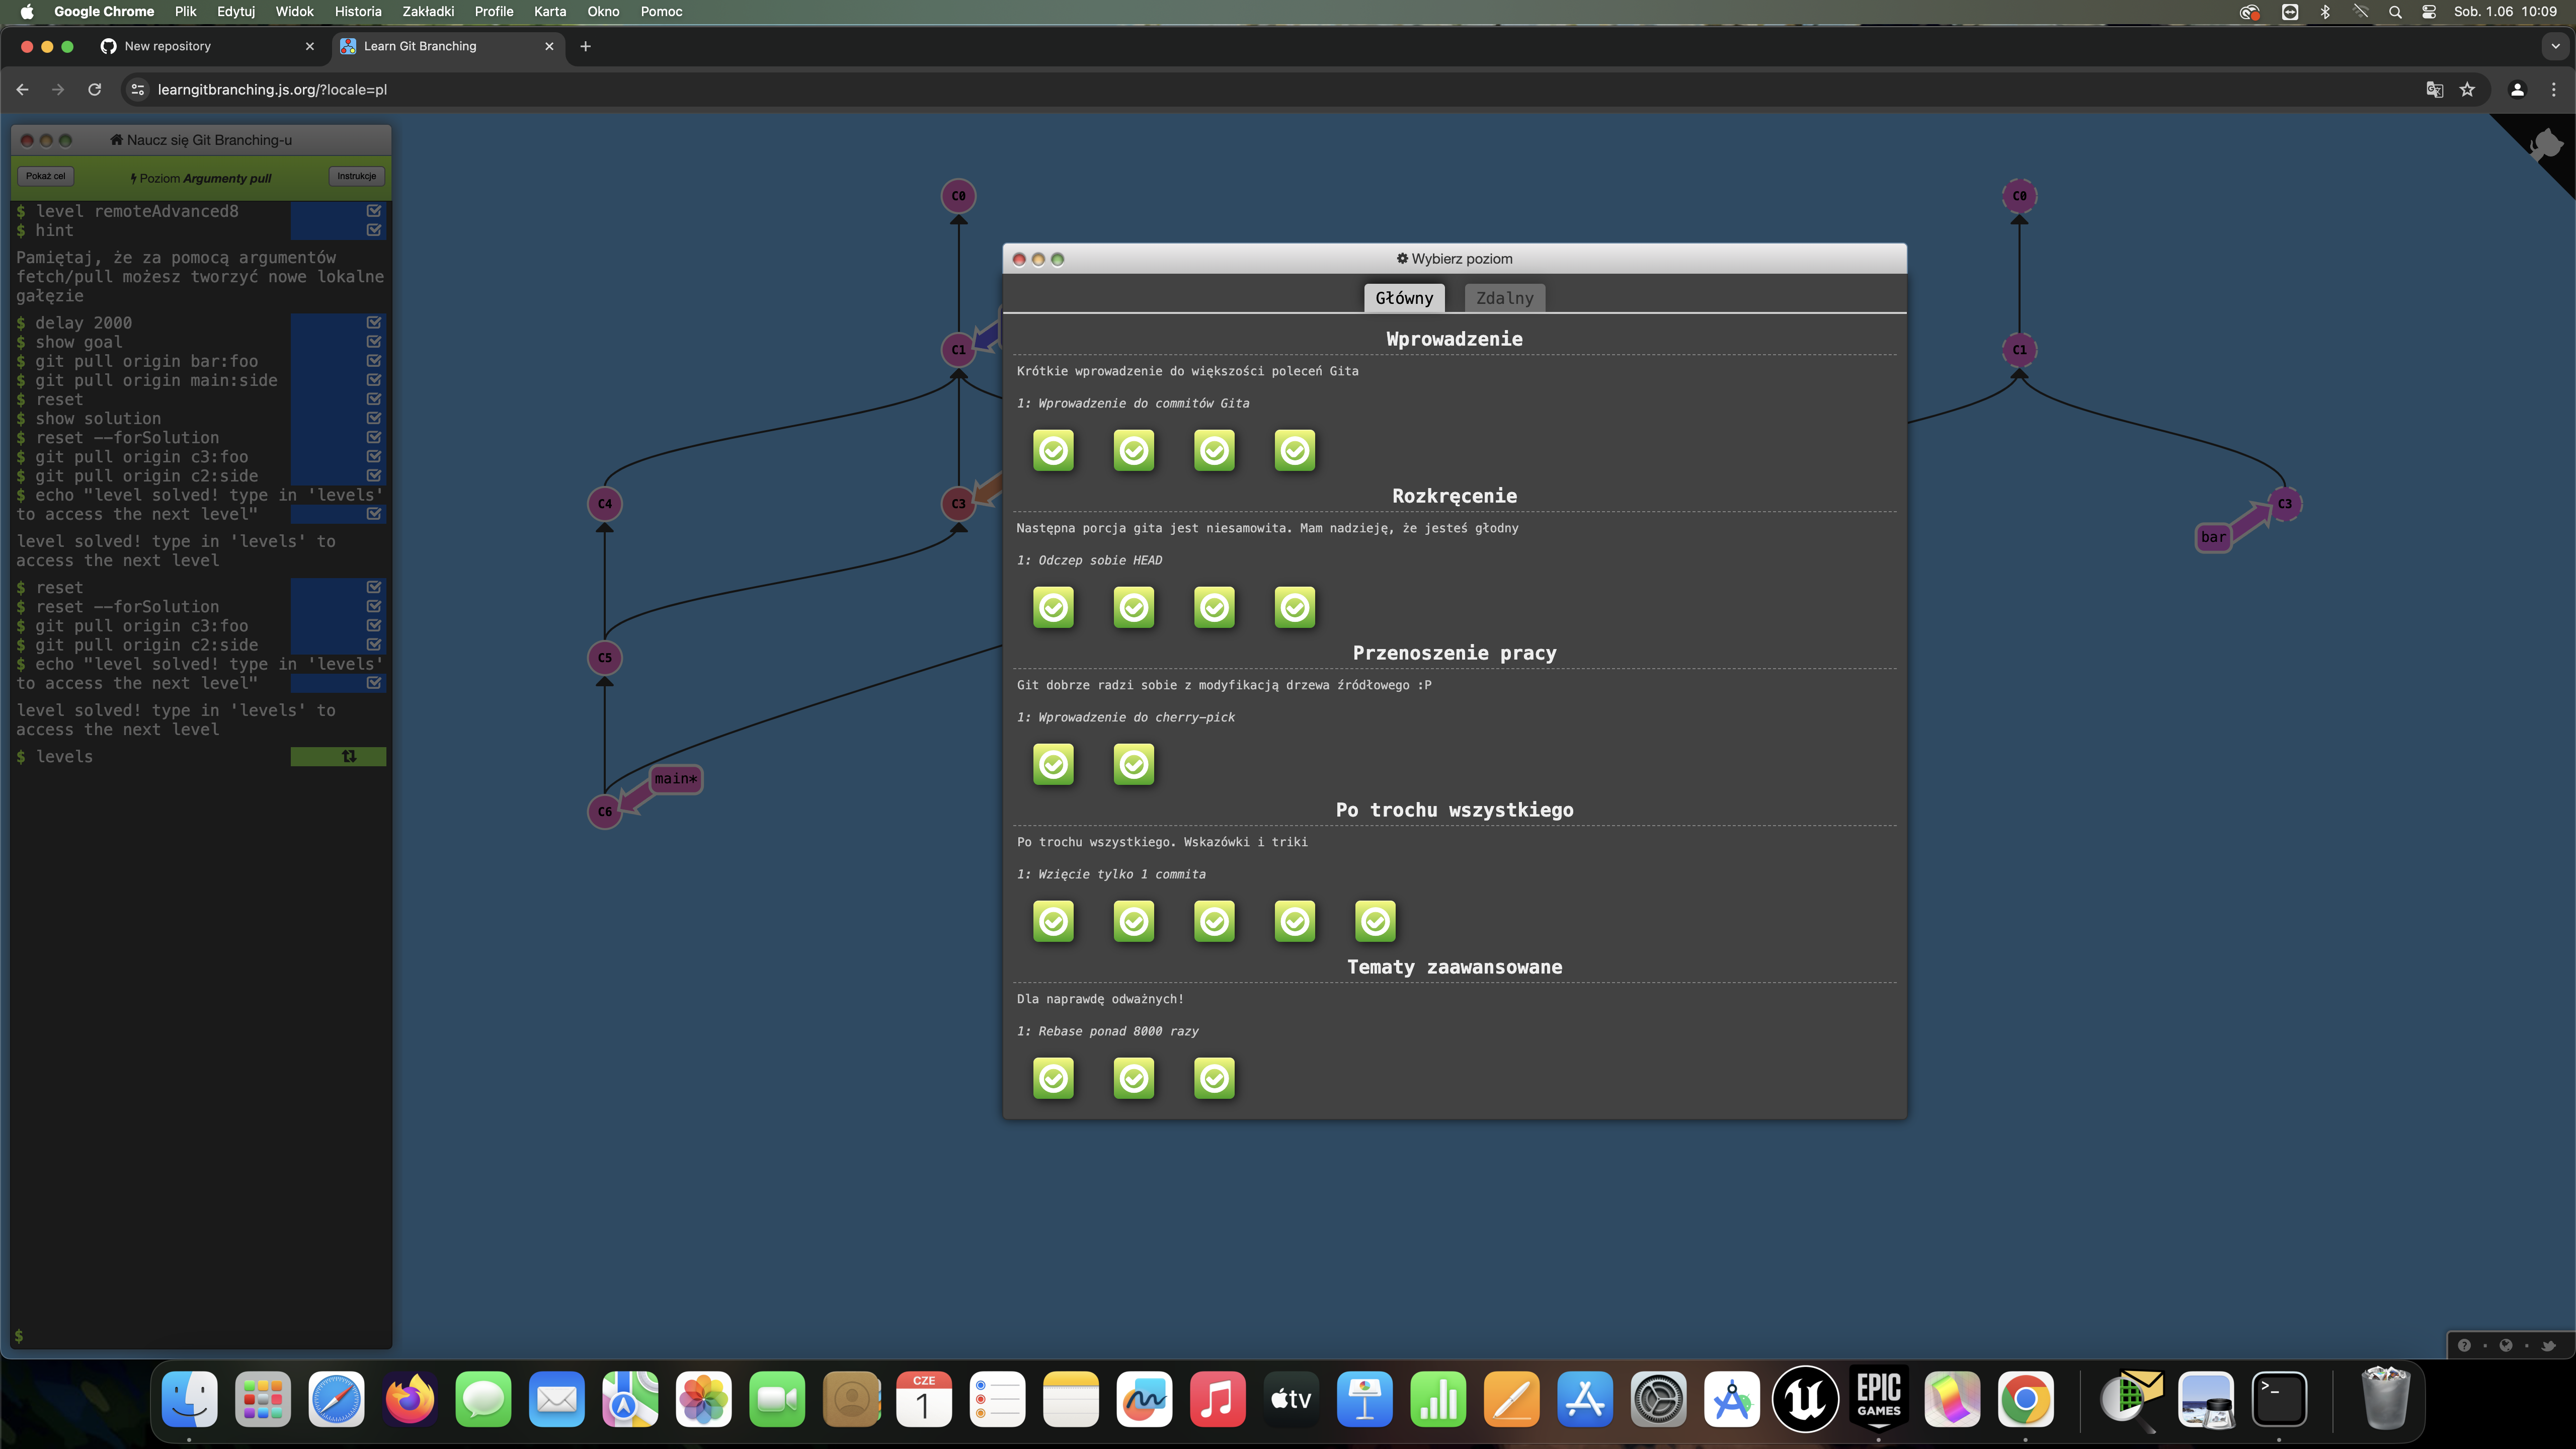 Google Chrome Plik Edytuj Widok Historia Zakładki Profile Karta Okno Pomoc
Sob. 1.06 10:09
New repository
Learn Git Branching
learngitbranching.js.org/?locale=pl
Naucz się Git Branching-u
Pokaż cel
Poziom Argumenty pull
Instrukcje
$ level remoteAdvanced8
$ hint
Pamiętaj, że za pomocą argumentów
fetch/pull możesz tworzyć nowe lokalne
gałęzie
$ delay 2000
$ show goal
$ git pull origin bar:foo
$ git pull origin main:side
$ reset
$ show solution
$ reset --forSolution
$ git pull origin c3:foo
$ git pull origin c2:side
$ echo "level solved! type in 'levels'
to access the next level"
level solved! type in 'levels' to
access the next level
$ reset
$ reset --forSolution
$ git pull origin c3:foo
$ git pull origin c2:side
$ echo "level solved! type in 'levels'
to access the next level"
level solved! type in 'levels' to
access the next level
$ levels
$
C0
C1
C4
C3
C5
main*
C6
Wybierz poziom
Główny
Zdalny
Wprowadzenie
Krótkie wprowadzenie do większości poleceń Gita
1: Wprowadzenie do commitów Gita
Rozkręcenie
Następna porcja gita jest niesamowita. Mam nadzieję, że jesteś głodny
1: Odczep sobie HEAD
Przenoszenie pracy
Git dobrze radzi sobie z modyfikacją drzewa źródłowego :P
1: Wprowadzenie do cherry-pick
Po trochu wszystkiego
Po trochu wszystkiego. Wskazówki i triki
1: Wzięcie tylko 1 commita
Tematy zaawansowane
Dla naprawdę odważnych!
1: Rebase ponad 8000 razy
C0
C1
C3
bar
CZE
1
tv
EPIC
GAMES
>_